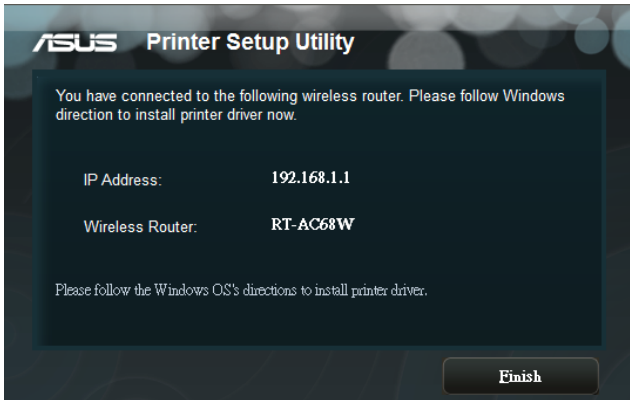 ASUS Printer Setup Utility
You have connected to the following wireless router. Please follow Windows
direction to install printer driver now.
IP Address: 192.168.1.1
Wireless Router: RT-AC68W
Please follow the Windows OS's directions to install printer driver.
Finish